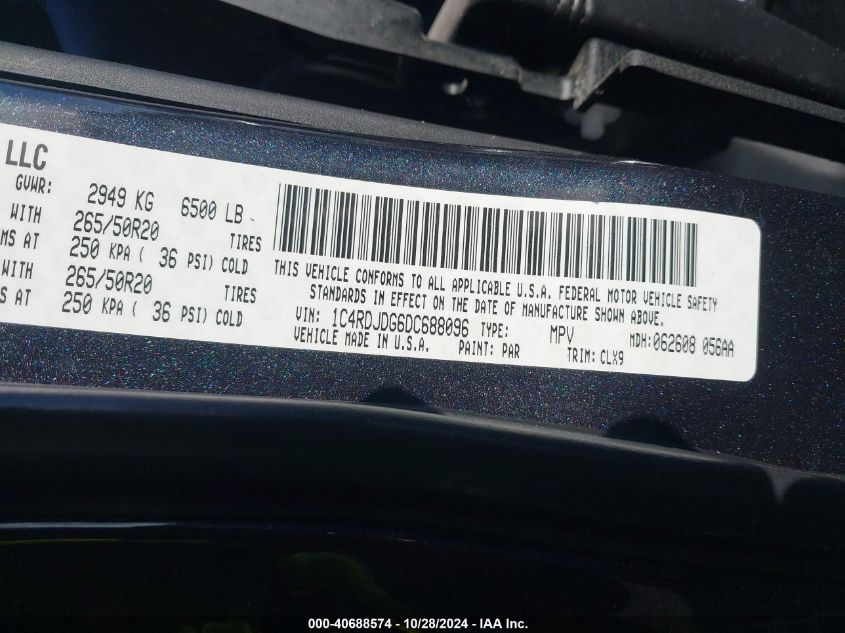 LLC
GVWR: 2949 KG 6500 LB
WITH 265/50R20 TIRES
MS AT 250 KPA ( 36 PSI) COLD
WITH 265/50R20 TIRES
S AT 250 KPA ( 36 PSI) COLD
THIS VEHICLE CONFORMS TO ALL APPLICABLE U.S.A. FEDERAL MOTOR VEHICLE SAFETY
STANDARDS IN EFFECT ON THE DATE OF MANUFACTURE SHOWN ABOVE.
VIN: 1C4RDJDG6DC688096 TYPE: MPV MDH:062608 056AA
VEHICLE MADE IN U.S.A. PAINT: PAR TRIM: CLX9
000-40688574 - 10/28/2024 - IAA Inc.